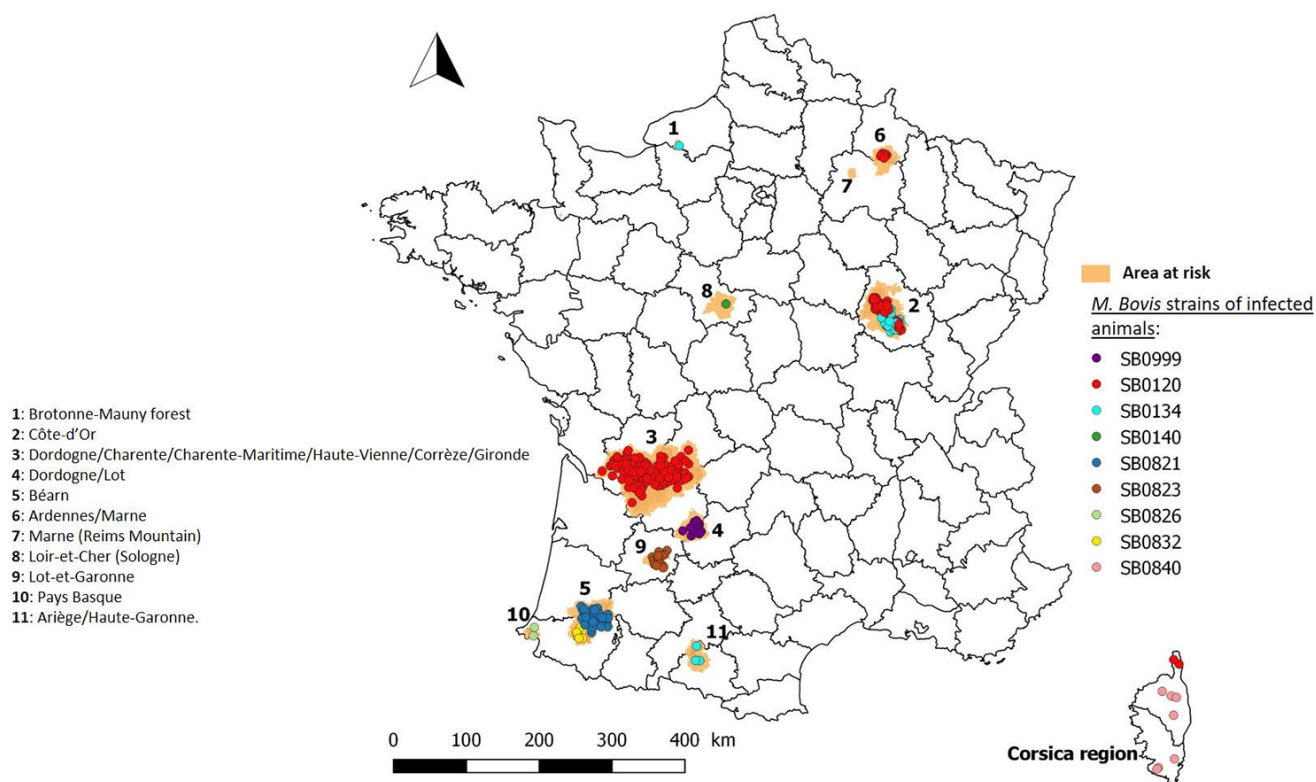 1
6
7
8
2
Area at risk
M. Bovis strains of infected
animals:
SB0999
SB0120
SB0134
SB0140
SB0821
SB0823
SB0826
SB0832
SB0840
1: Brotonne-Mauny forest
2: Côte-d'Or
3: Dordogne/Charente/Charente-Maritime/Haute-Vienne/Corrèze/Gironde
4: Dordogne/Lot
5: Béarn
6: Ardennes/Marne
7: Marne (Reims Mountain)
8: Loir-et-Cher (Sologne)
9: Lot-et-Garonne
10: Pays Basque
11: Ariège/Haute-Garonne.
3
4
9
5
10
11
0 100 200 300 400 km
Corsica region